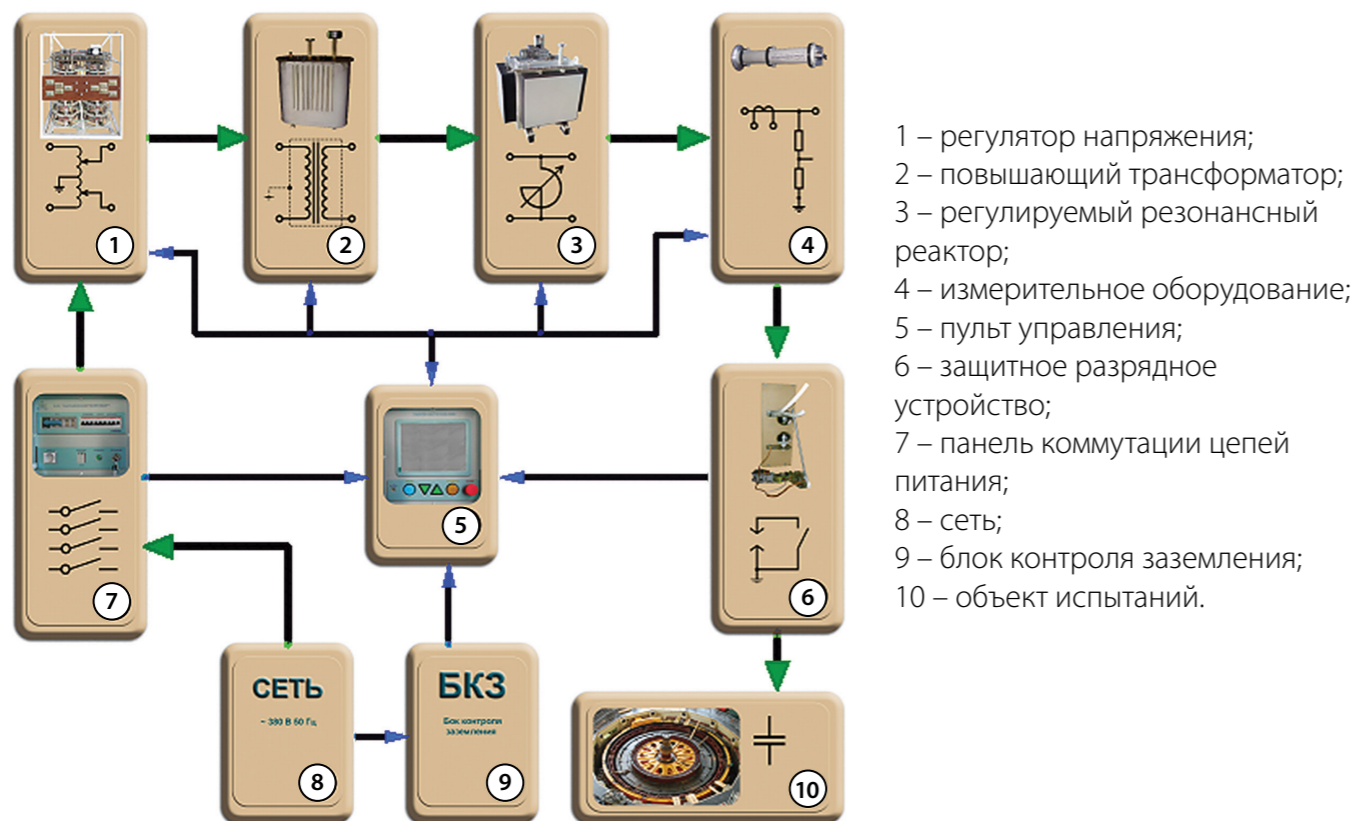 1
2
3
4
1 – регулятор напряжения;
2 – повышающий трансформатор;
3 – регулируемый резонансный
реактор;
4 – измерительное оборудование;
5 – пульт управления;
6 – защитное разрядное
устройство;
7 – панель коммутации цепей
питания;
8 – сеть;
9 – блок контроля заземления;
10 – объект испытаний.
7
5
6
СЕТЬ
~ 380 В 50 Гц
8
БКЗ
Бок контроля
заземления
9
10